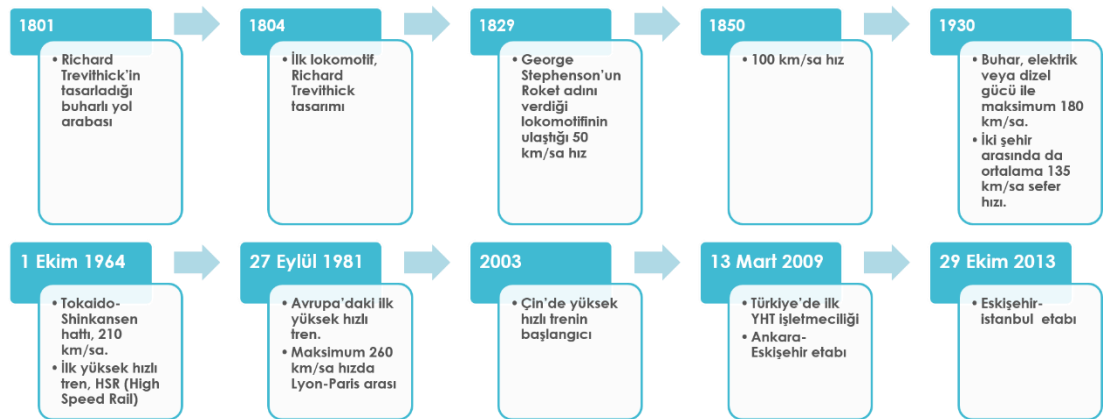 1801
• Richard
Trevithick'in
tasarladığı
buharlı yol
arabası
1804
• İlk lokomotif,
Richard
Trevithick
tasarımı
1829
• George
Stephenson'un
Roket adını
verdiği
lokomotifinin
ulaştığı 50
km/sa hız
1850
• 100 km/sa hız
1930
• Buhar, elektrik
veya dizel
gücü ile
maksimum 180
km/sa.
• İki şehir
arasında da
ortalama 135
km/sa sefer
hızı.
1 Ekim 1964
• Tokaido-
Shinkansen
hattı, 210
km/sa.
• İlk yüksek hızlı
tren, HSR (High
Speed Rail)
27 Eylül 1981
• Avrupa'daki ilk
yüksek hızlı
tren.
• Maksimum 260
km/sa hızda
Lyon-Paris arası
2003
• Çin'de yüksek
hızlı trenin
başlangıcı
13 Mart 2009
• Türkiye'de ilk
YHT işletmeciliği
• Ankara-
Eskişehir etabı
29 Ekim 2013
• Eskişehir-
istanbul etabı